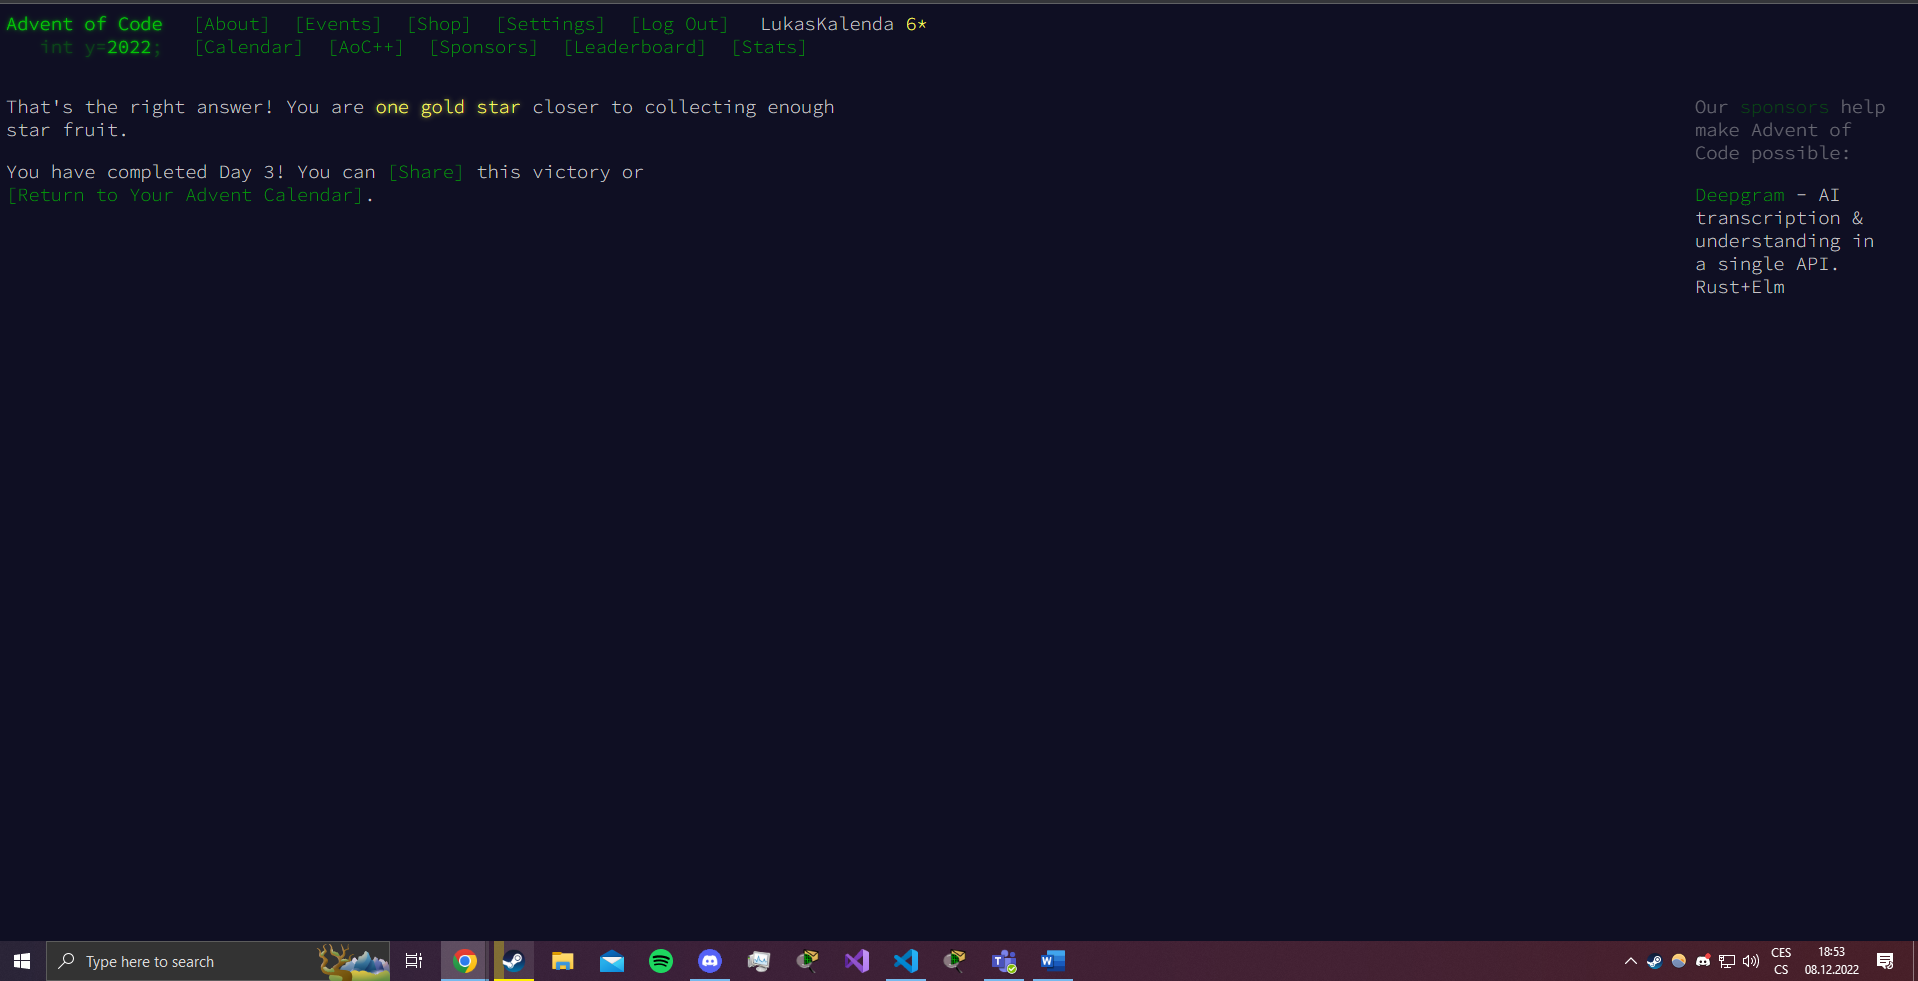 Advent of Code [About] [Events] [Shop] [Settings] [Log Out] LukasKalenda 6*
int y=2022; [Calendar] [AoC++] [Sponsors] [Leaderboard] [Stats]
That's the right answer! You are one gold star closer to collecting enough
star fruit.
You have completed Day 3! You can [Share] this victory or
[Return to Your Advent Calendar].
Our sponsors help
make Advent of
Code possible:
Deepgram - AI
transcription &
understanding in
a single API.
Rust+Elm
Type here to search
CES
CS
18:53
08.12.2022